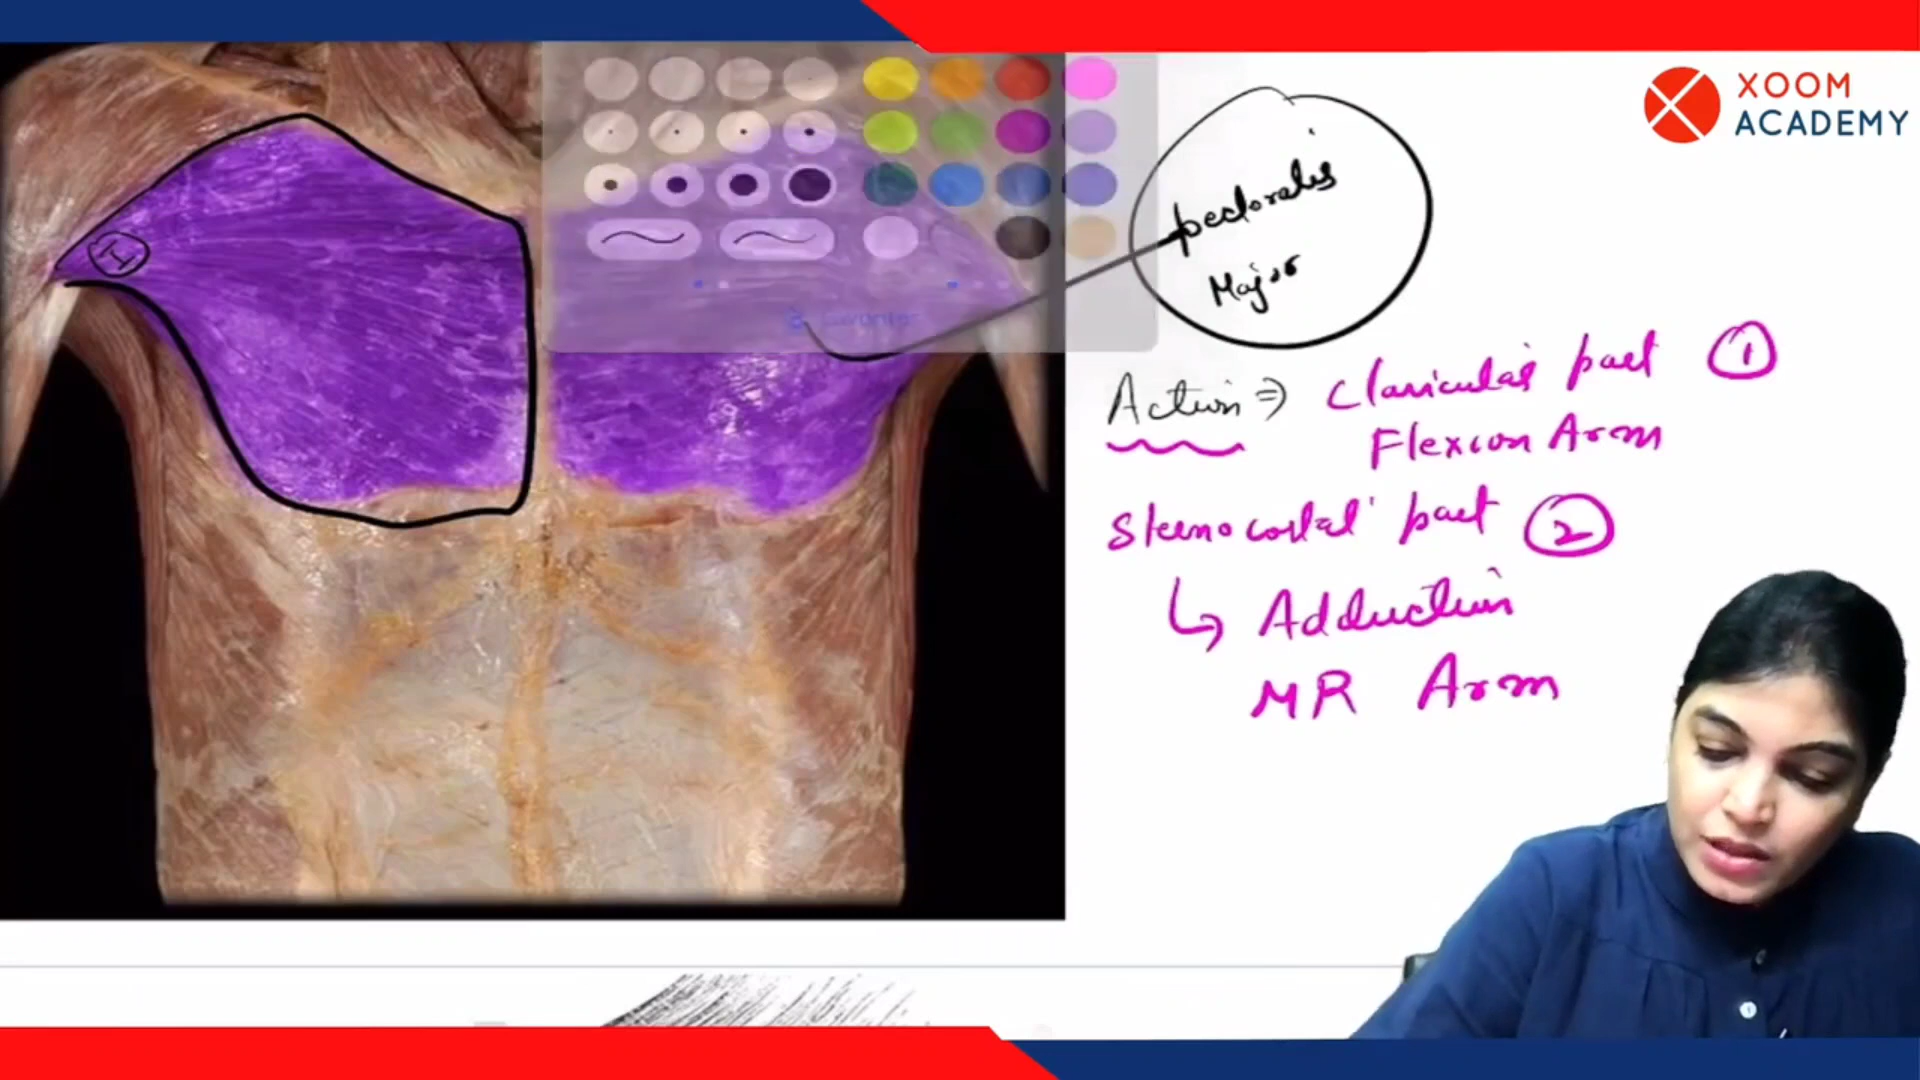 XOOM
ACADEMY
pectoralis
Major
I
Action ⇒ Clavicular part ①
Flexion Arm
Sternocostal part ②
↳ Adduction
MR Arm